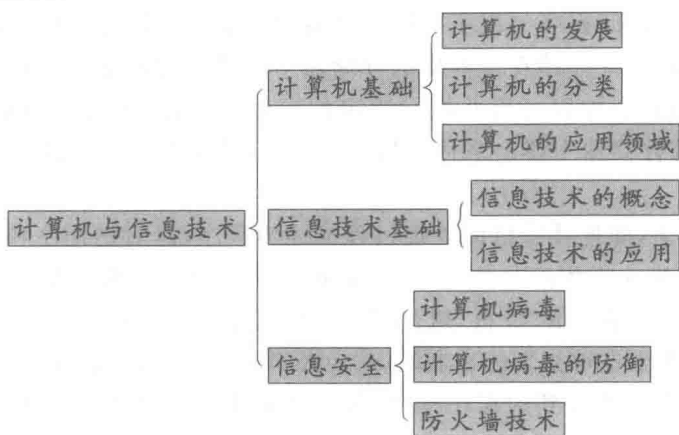 计算机与信息技术
计算机基础
计算机的发展
计算机的分类
计算机的应用领域
信息技术基础
信息技术的概念
信息技术的应用
信息安全
计算机病毒
计算机病毒的防御
防火墙技术